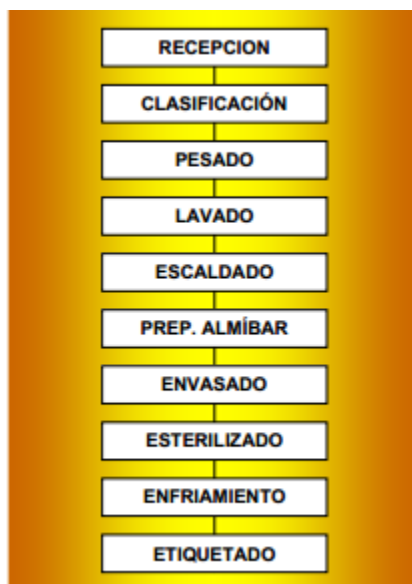 RECEPCION
CLASIFICACIÓN
PESADO
LAVADO
ESCALDADO
PREP. ALMÍBAR
ENVASADO
ESTERILIZADO
ENFRIAMIENTO
ETIQUETADO